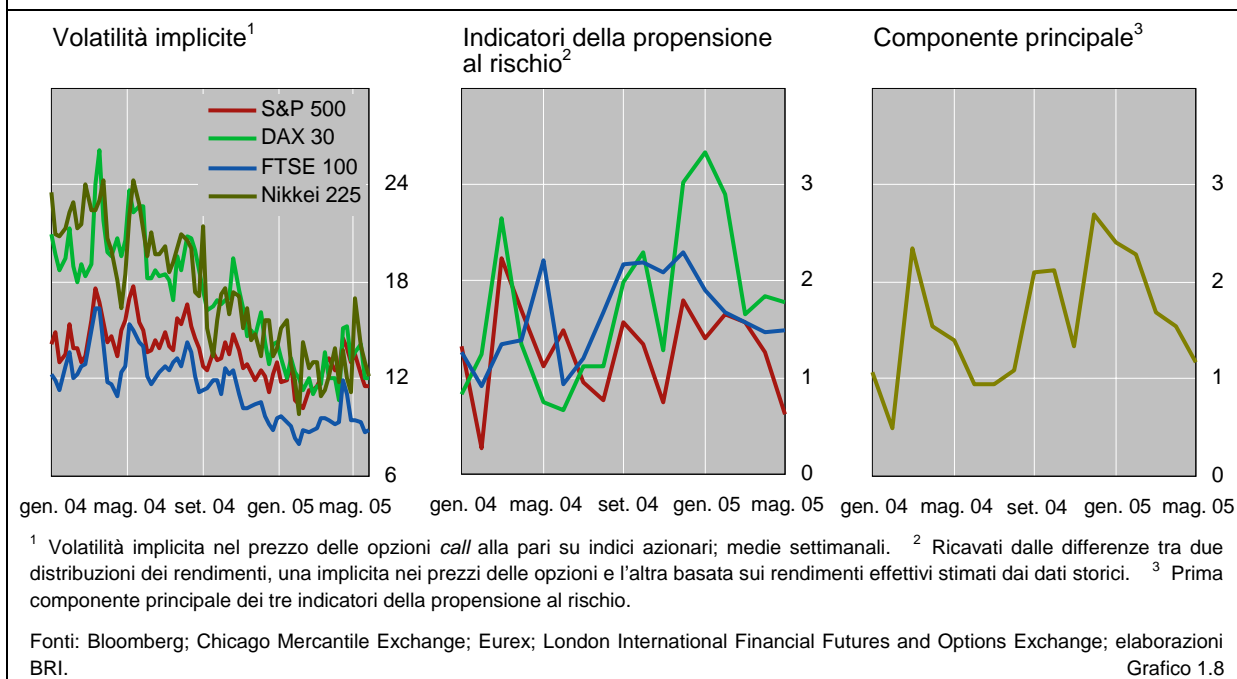 Volatilità implicite1
Indicatori della propensione
al rischio2
Componente principale3
S&P 500
DAX 30
FTSE 100
Nikkei 225
24
18
12
6
gen. 04 mag. 04 set. 04 gen. 05 mag. 05
3
2
1
0
gen. 04 mag. 04 set. 04 gen. 05 mag. 05
3
2
1
0
gen. 04 mag. 04 set. 04 gen. 05 mag. 05
1 Volatilità implicita nel prezzo delle opzioni call alla pari su indici azionari; medie settimanali. 2 Ricavati dalle differenze tra due
distribuzioni dei rendimenti, una implicita nei prezzi delle opzioni e l'altra basata sui rendimenti effettivi stimati dai dati storici. 3 Prima
componente principale dei tre indicatori della propensione al rischio.
Fonti: Bloomberg; Chicago Mercantile Exchange; Eurex; London International Financial Futures and Options Exchange; elaborazioni
BRI.
Grafico 1.8